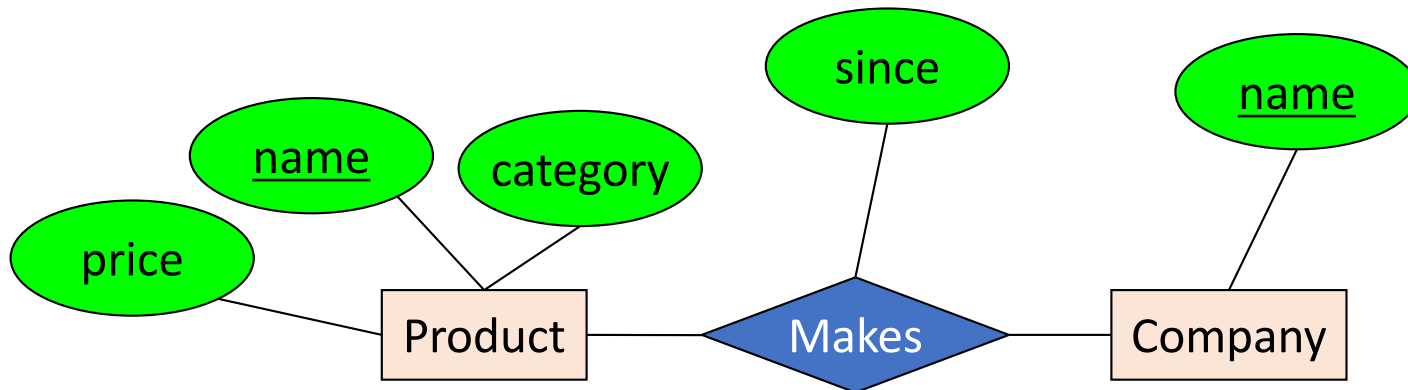 since
name
name
category
price
Product
Makes
Company